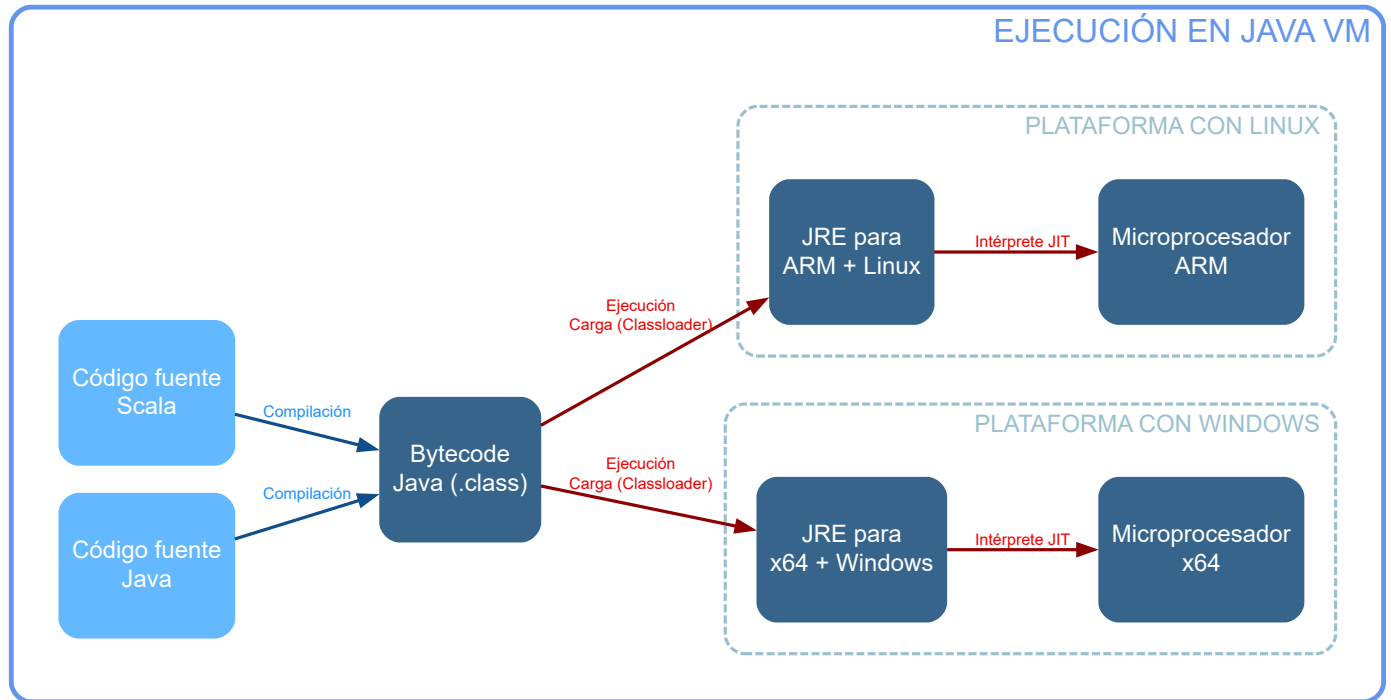 EJECUCIÓN EN JAVA VM
PLATAFORMA CON LINUX
JRE para
ARM + Linux
Intérprete JIT
Microprocesador
ARM
Ejecución
Carga (Classloader)
Código fuente
Scala
Compilación
Bytecode
Java (.class)
Código fuente
Java
Compilación
Ejecución
Carga (Classloader)
PLATAFORMA CON WINDOWS
JRE para
x64 + Windows
Intérprete JIT
Microprocesador
x64